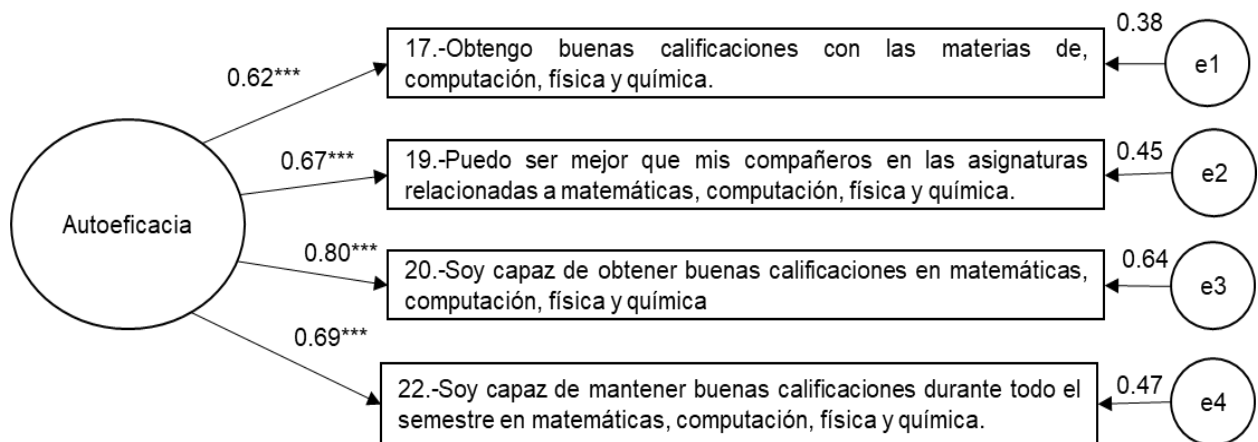 0.38
17.-Obtengo buenas calificaciones con las materias de,
computación, física y química.
e1
0.62***
0.45
19.-Puedo ser mejor que mis compañeros en las asignaturas
relacionadas a matemáticas, computación, física y química.
e2
0.67***
Autoeficacia
0.80***
20.-Soy capaz de obtener buenas calificaciones en matemáticas,
computación, física y química
0.64
e3
0.69***
22.-Soy capaz de mantener buenas calificaciones durante todo el
semestre en matemáticas, computación, física y química.
0.47
e4